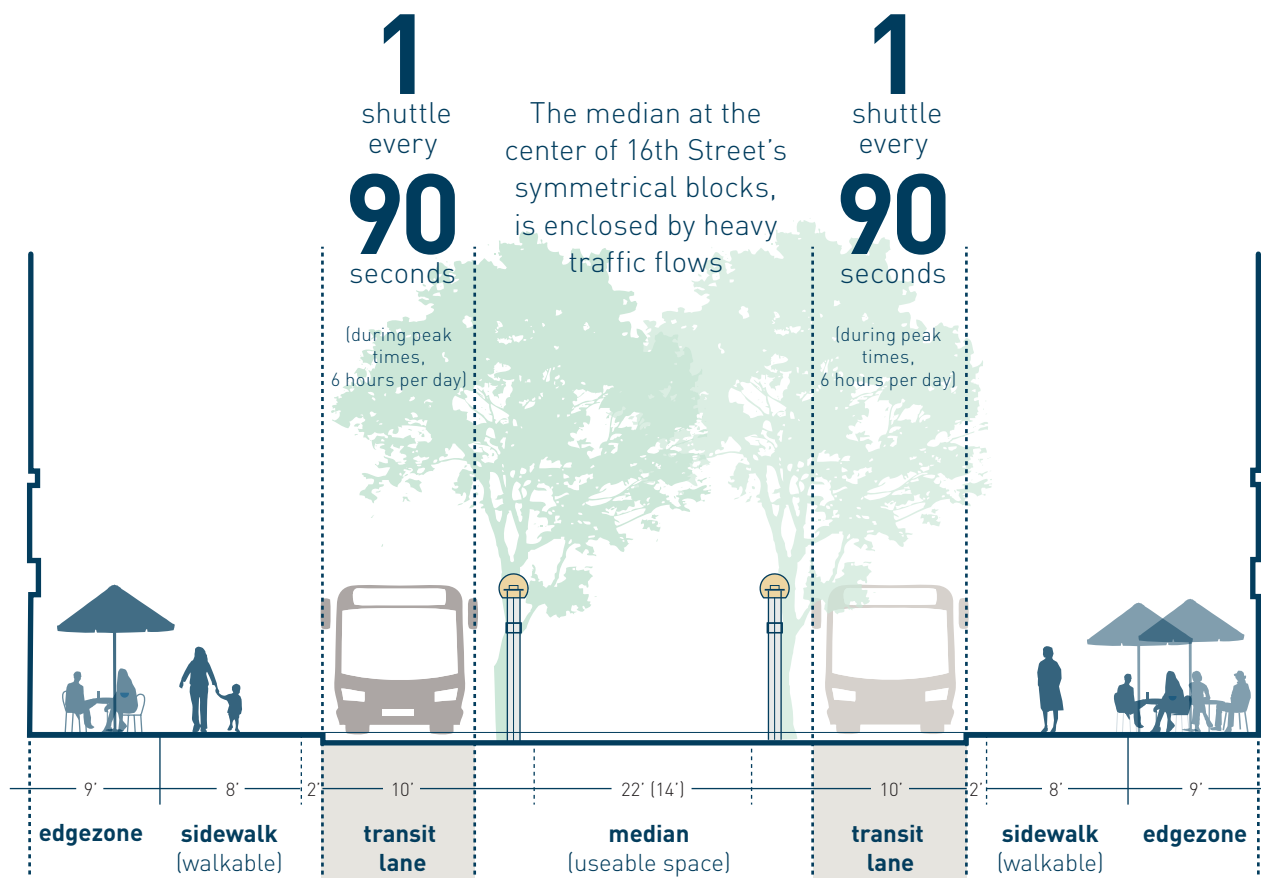 1
shuttle
every
90
seconds
(during peak
times,
6 hours per day)
The median at the
center of 16th Street's
symmetrical blocks,
is enclosed by heavy
traffic flows
1
shuttle
every
90
seconds
(during peak
times,
6 hours per day)
9'
8'
2'
10'
22' (14')
10'
2'
8'
9'
edgezone
sidewalk
(walkable)
transit
lane
median
(useable space)
transit
lane
sidewalk
(walkable)
edgezone